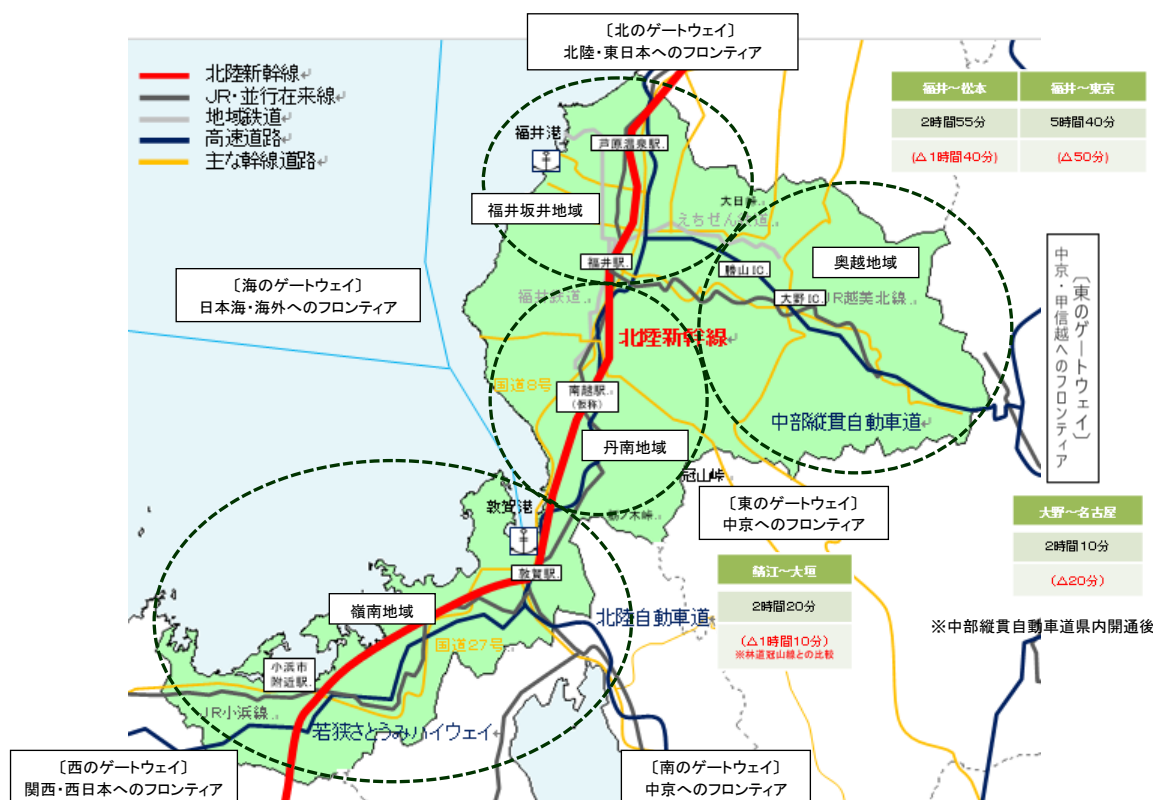 〔北のゲートウェイ〕
北陸・東日本へのフロンティア
北陸新幹線
JR・並行在来線
地域鉄道
高速道路
主な幹線道路
福井～松本
福井～東京
2時間55分
5時間40分
(△1時間40分)
(△50分)
福井港
芦原温泉駅
福井坂井地域
大日峠
えちぜん鉄道
福井駅
勝山IC
奥越地域
〔海のゲートウェイ〕
日本海・海外へのフロンティア
福井鉄道
大野IC
JR越美北線
〔東のゲートウェイ〕
中京・甲信越へのフロンティア
北陸新幹線
国道8号
南越駅
(仮称)
中部縦貫自動車道
丹南地域
冠山峠
〔東のゲートウェイ〕
中京へのフロンティア
敦賀港
木峠
大野～名古屋
2時間10分
(△20分)
※中部縦貫自動車道県内開通後
敦賀駅
鯖江～大垣
2時間20分
(△1時間10分)
※林道冠山線との比較
嶺南地域
北陸自動車道
国道27号
小浜市
附近駅
JR小浜線
若狭さとうみハイウェイ
〔西のゲートウェイ〕
関西・西日本へのフロンティア
〔南のゲートウェイ〕
中京へのフロンティア